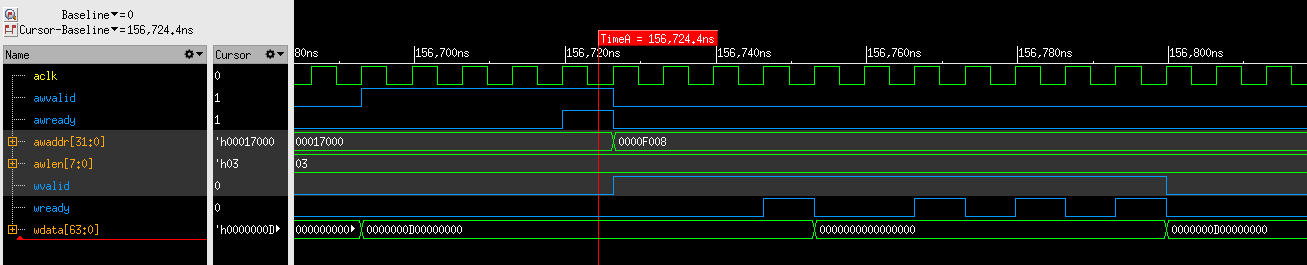 Baseline▼=0
Cursor-Baseline▼=156,724.4ns
TimeA = 156,724.4ns
Name Cursor 80ns 156,700ns 156,720ns 156,740ns 156,760ns 156,780ns 156,800ns
aclk 0
awvalid 1
awready 1
awaddr[31:0] 'h00017000 00017000 0000F008
awlen[7:0] 'h03 03
wvalid 0
wready 0
wdata[63:0] 'h0000000D 000000000 0000000D00000000 0000000000000000 0000000D00000000